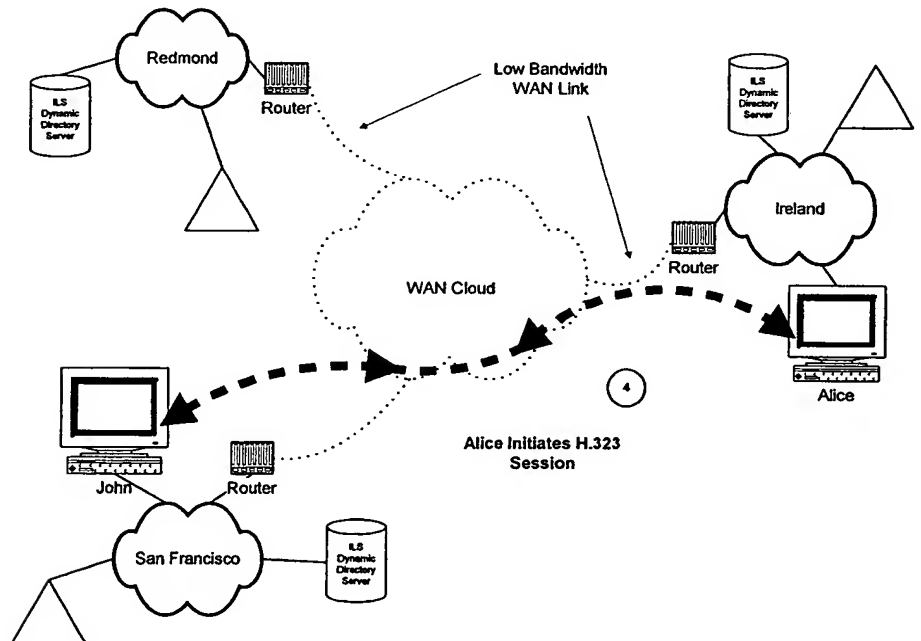 Redmond
ILS
Dynamic
Directory
Server
Router
Low Bandwidth
WAN Link
ILS
Dynamic
Directory
Server
Ireland
Router
WAN Cloud
4
Alice
Alice Initiates H.323
Session
John
Router
San Francisco
ILS
Dynamic
Directory
Server